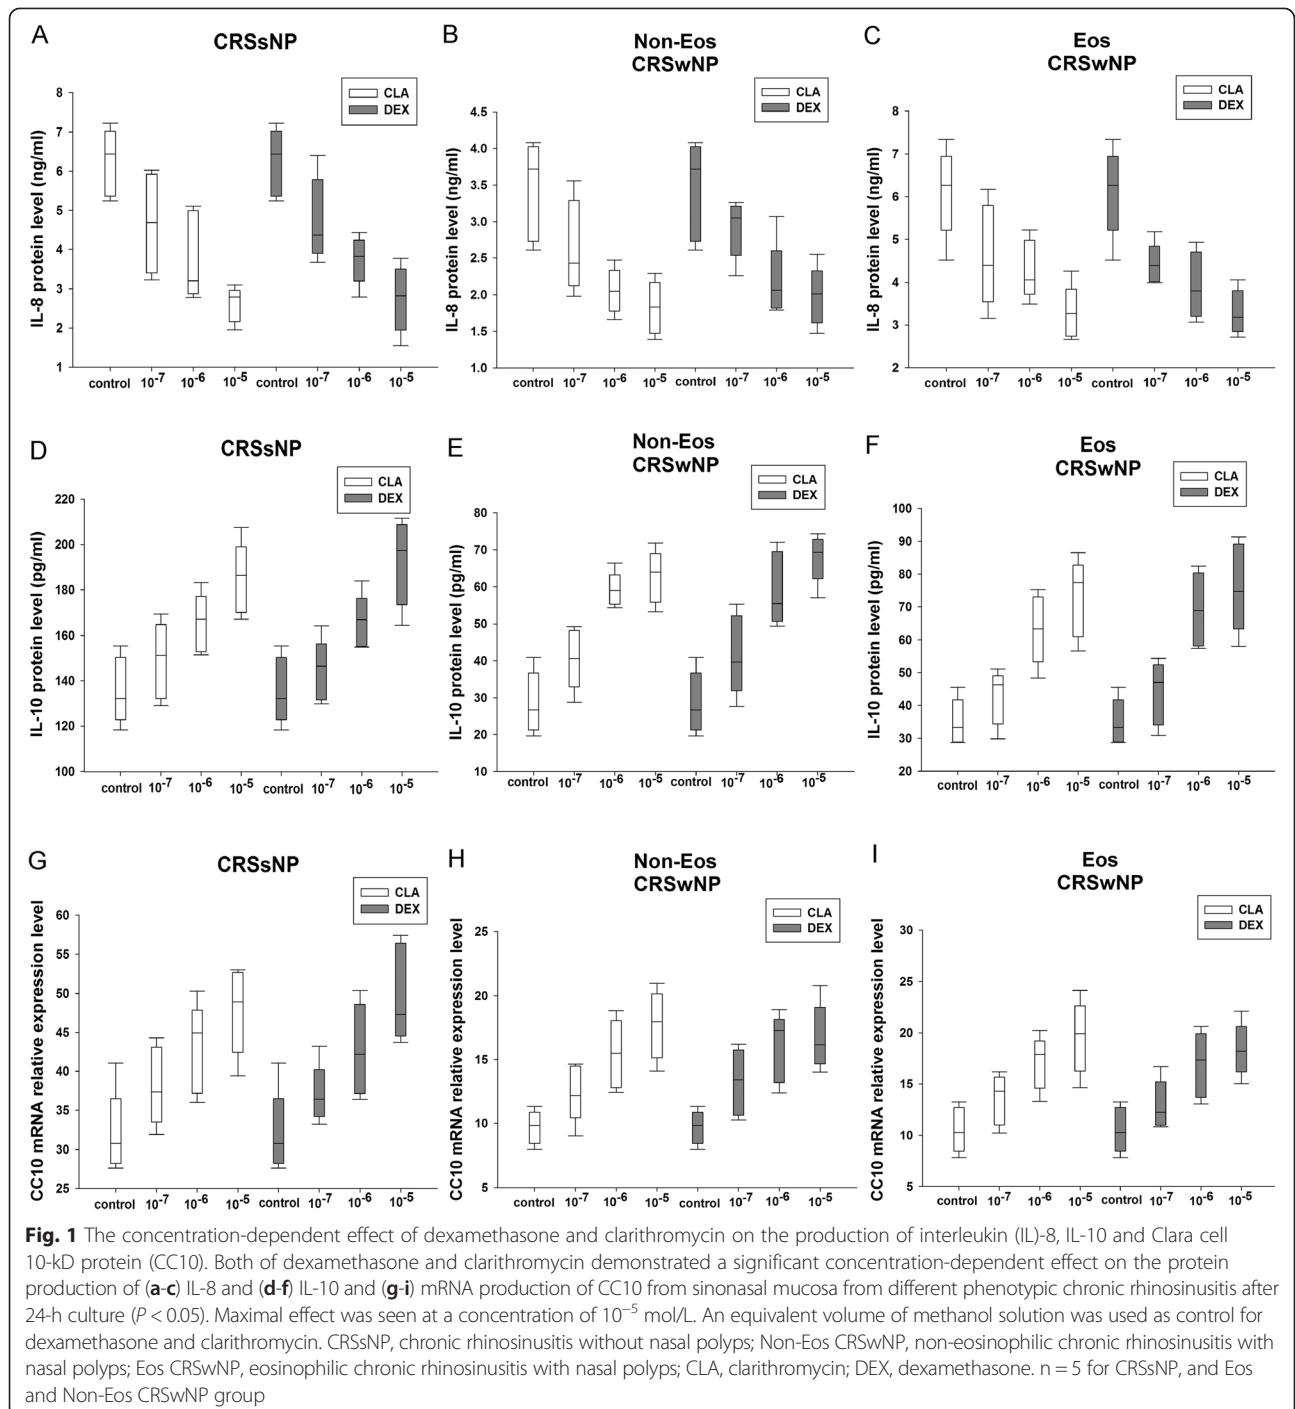 A
CRSsNP
CLA
DEX
IL-8 protein level (ng/ml)
8
7
6
5
4
3
2
1
control 10-7 10-6 10-5 control 10-7 10-6 10-5
B
Non-Eos
CRSwNP
CLA
DEX
IL-8 protein level (ng/ml)
4.5
4.0
3.5
3.0
2.5
2.0
1.5
1.0
control 10-7 10-6 10-5 control 10-7 10-6 10-5
C
Eos
CRSwNP
CLA
DEX
IL-8 protein level (ng/ml)
8
7
6
5
4
3
2
control 10-7 10-6 10-5 control 10-7 10-6 10-5
D
CRSsNP
CLA
DEX
IL-10 protein level (pg/ml)
220
200
180
160
140
120
100
control 10-7 10-6 10-5 control 10-7 10-6 10-5
E
Non-Eos
CRSwNP
CLA
DEX
IL-10 protein level (pg/ml)
80
70
60
50
40
30
20
10
control 10-7 10-6 10-5 control 10-7 10-6 10-5
F
Eos
CRSwNP
CLA
DEX
IL-10 protein level (pg/ml)
100
90
80
70
60
50
40
30
20
control 10-7 10-6 10-5 control 10-7 10-6 10-5
G
CRSsNP
CLA
DEX
CC10 mRNA relative expression level
60
55
50
45
40
35
30
25
control 10-7 10-6 10-5 control 10-7 10-6 10-5
H
Non-Eos
CRSwNP
CLA
DEX
CC10 mRNA relative expression level
25
20
15
10
5
control 10-7 10-6 10-5 control 10-7 10-6 10-5
I
Eos
CRSwNP
CLA
DEX
CC10 mRNA relative expression level
30
25
20
15
10
5
control 10-7 10-6 10-5 control 10-7 10-6 10-5
Fig. 1 The concentration-dependent effect of dexamethasone and clarithromycin on the production of interleukin (IL)-8, IL-10 and Clara cell
10-kD protein (CC10). Both of dexamethasone and clarithromycin demonstrated a significant concentration-dependent effect on the protein
production of (a-c) IL-8 and (d-f) IL-10 and (g-i) mRNA production of CC10 from sinonasal mucosa from different phenotypic chronic rhinosinusitis after
24-h culture (P < 0.05). Maximal effect was seen at a concentration of 10−5 mol/L. An equivalent volume of methanol solution was used as control for
dexamethasone and clarithromycin. CRSsNP, chronic rhinosinusitis without nasal polyps; Non-Eos CRSwNP, non-eosinophilic chronic rhinosinusitis with
nasal polyps; Eos CRSwNP, eosinophilic chronic rhinosinusitis with nasal polyps; CLA, clarithromycin; DEX, dexamethasone. n = 5 for CRSsNP, and Eos
and Non-Eos CRSwNP group